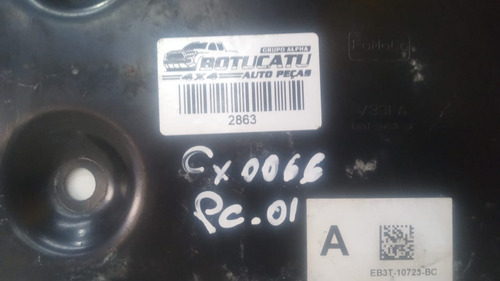 GRUPO ALPHA
BOTUCATU
4X4 AUTO PEÇAS
2863
CX 0066
PC.01
A
EB3T-10723-BC